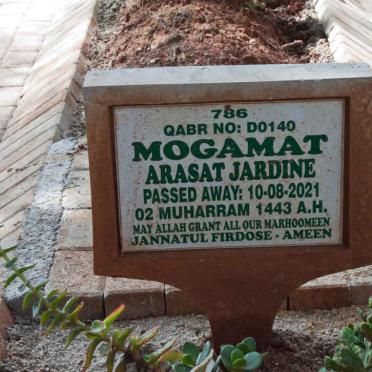 786
QABR NO: D0140
MOGAMAT
ARASAT JARDINE
PASSED AWAY: 10-08-2021
02 MUHARRAM 1443 A.H.
MAY ALLAH GRANT ALL OUR MARHOOMEEN
JANNATUL FIRDOSE - AMEEN